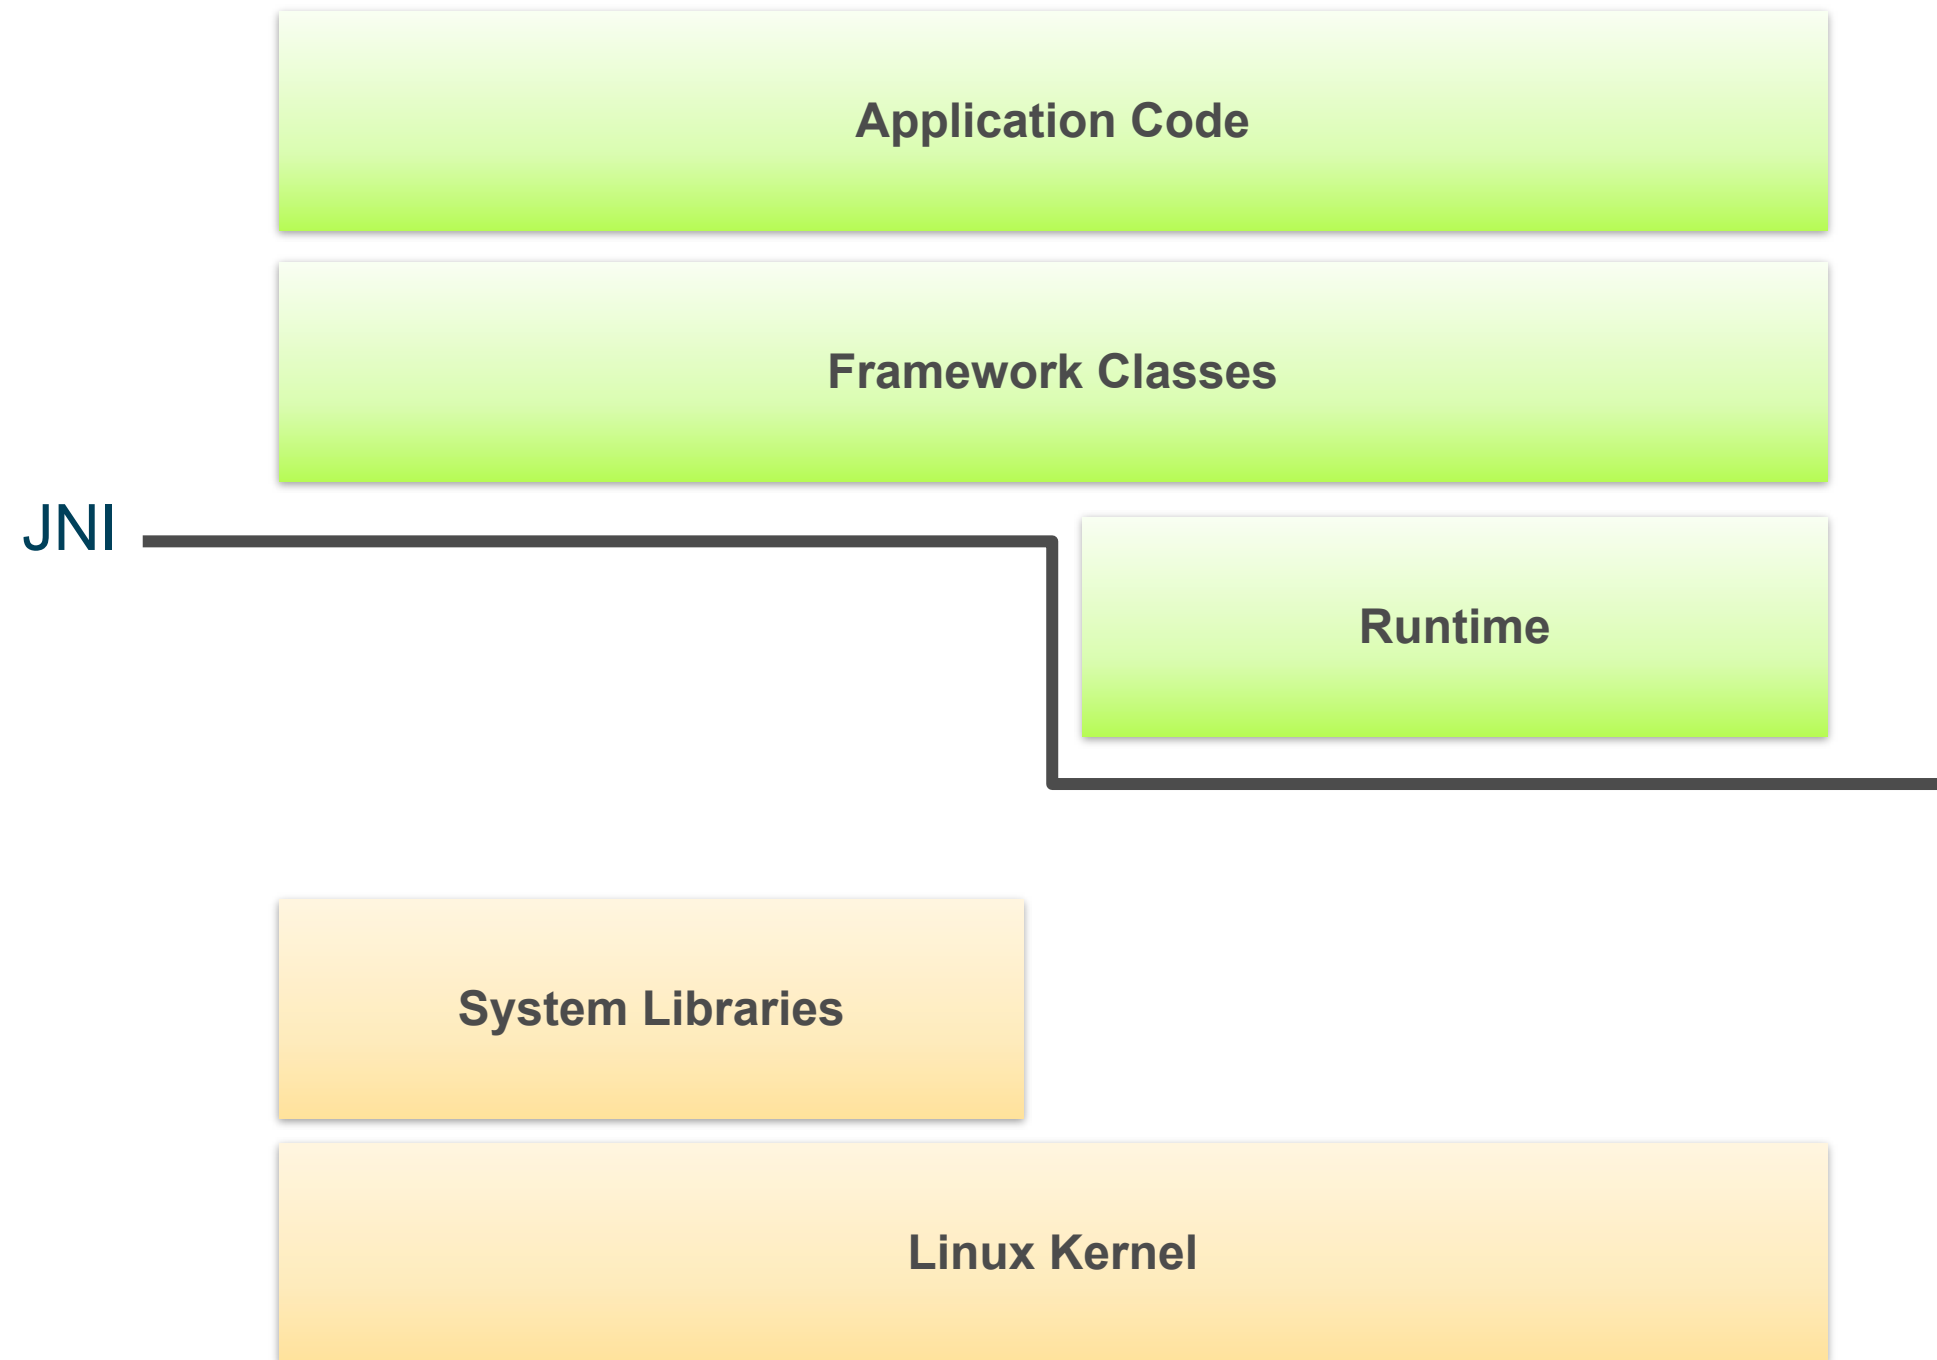 Application Code
Framework Classes
JNI
Runtime
System Libraries
Linux Kernel